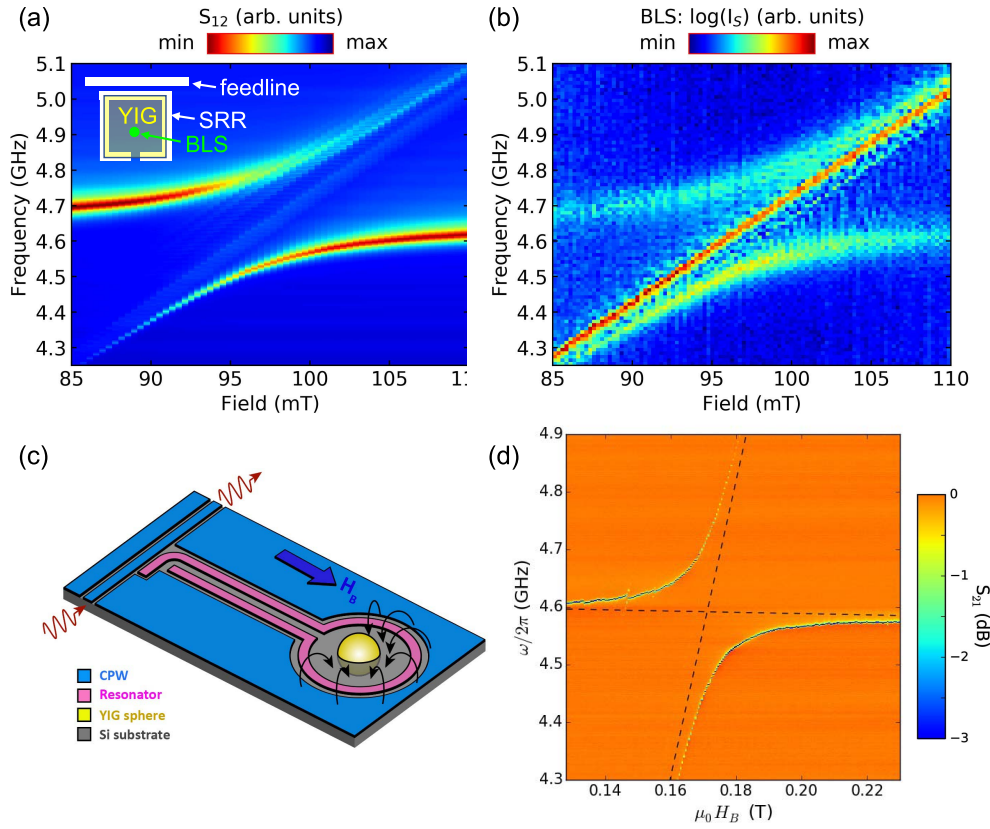 (a)
S12 (arb. units)
min max
5.1
5.0
4.9
4.8
4.7
4.6
4.5
4.4
4.3
Frequency (GHz)
feedline
YIG
SRR
BLS
85 90 95 100 105 11
Field (mT)
(b)
BLS: log(IS) (arb. units)
min max
5.1
5.0
4.9
4.8
4.7
4.6
4.5
4.4
4.3
Frequency (GHz)
85 90 95 100 105 110
Field (mT)
(c)
HB
CPW
Resonator
YIG sphere
Si substrate
(d)
4.9
4.8
4.7
4.6
4.5
4.4
4.3
ω/2π (GHz)
0.14 0.16 0.18 0.20 0.22
μ0HB (T)
0
−1
−2
−3
S21 (dB)